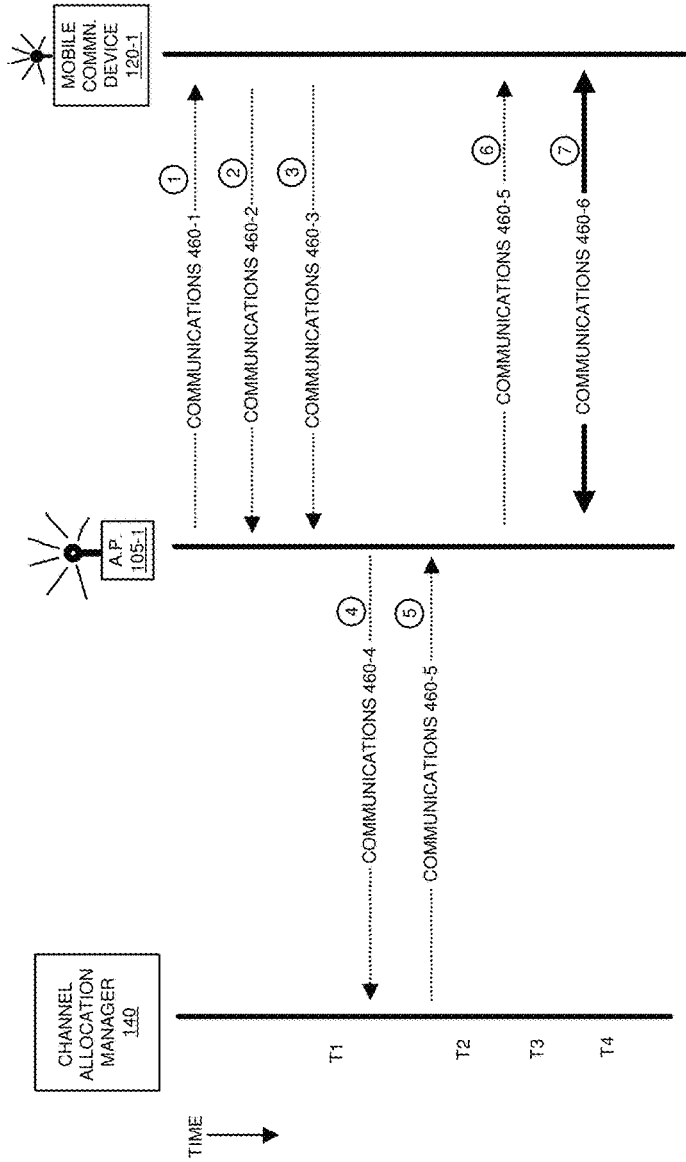 CHANNEL
ALLOCATION
MANAGER
140
A.P.
105-1
MOBILE
COMMN.
DEVICE
120-1
TIME
1
COMMUNICATIONS 460-1
2
COMMUNICATIONS 460-2
3
COMMUNICATIONS 460-3
T1
4
COMMUNICATIONS 460-4
5
COMMUNICATIONS 460-5
T2
6
COMMUNICATIONS 460-5
T3
7
COMMUNICATIONS 460-6
T4